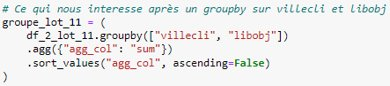 # Ce qui nous interesse après un groupby sur villecli et libobj
groupe_lot_11 = (
    df_2_lot_11.groupby(["villecli", "libobj"])
    .agg({"agg_col": "sum"})
    .sort_values("agg_col", ascending=False)
)